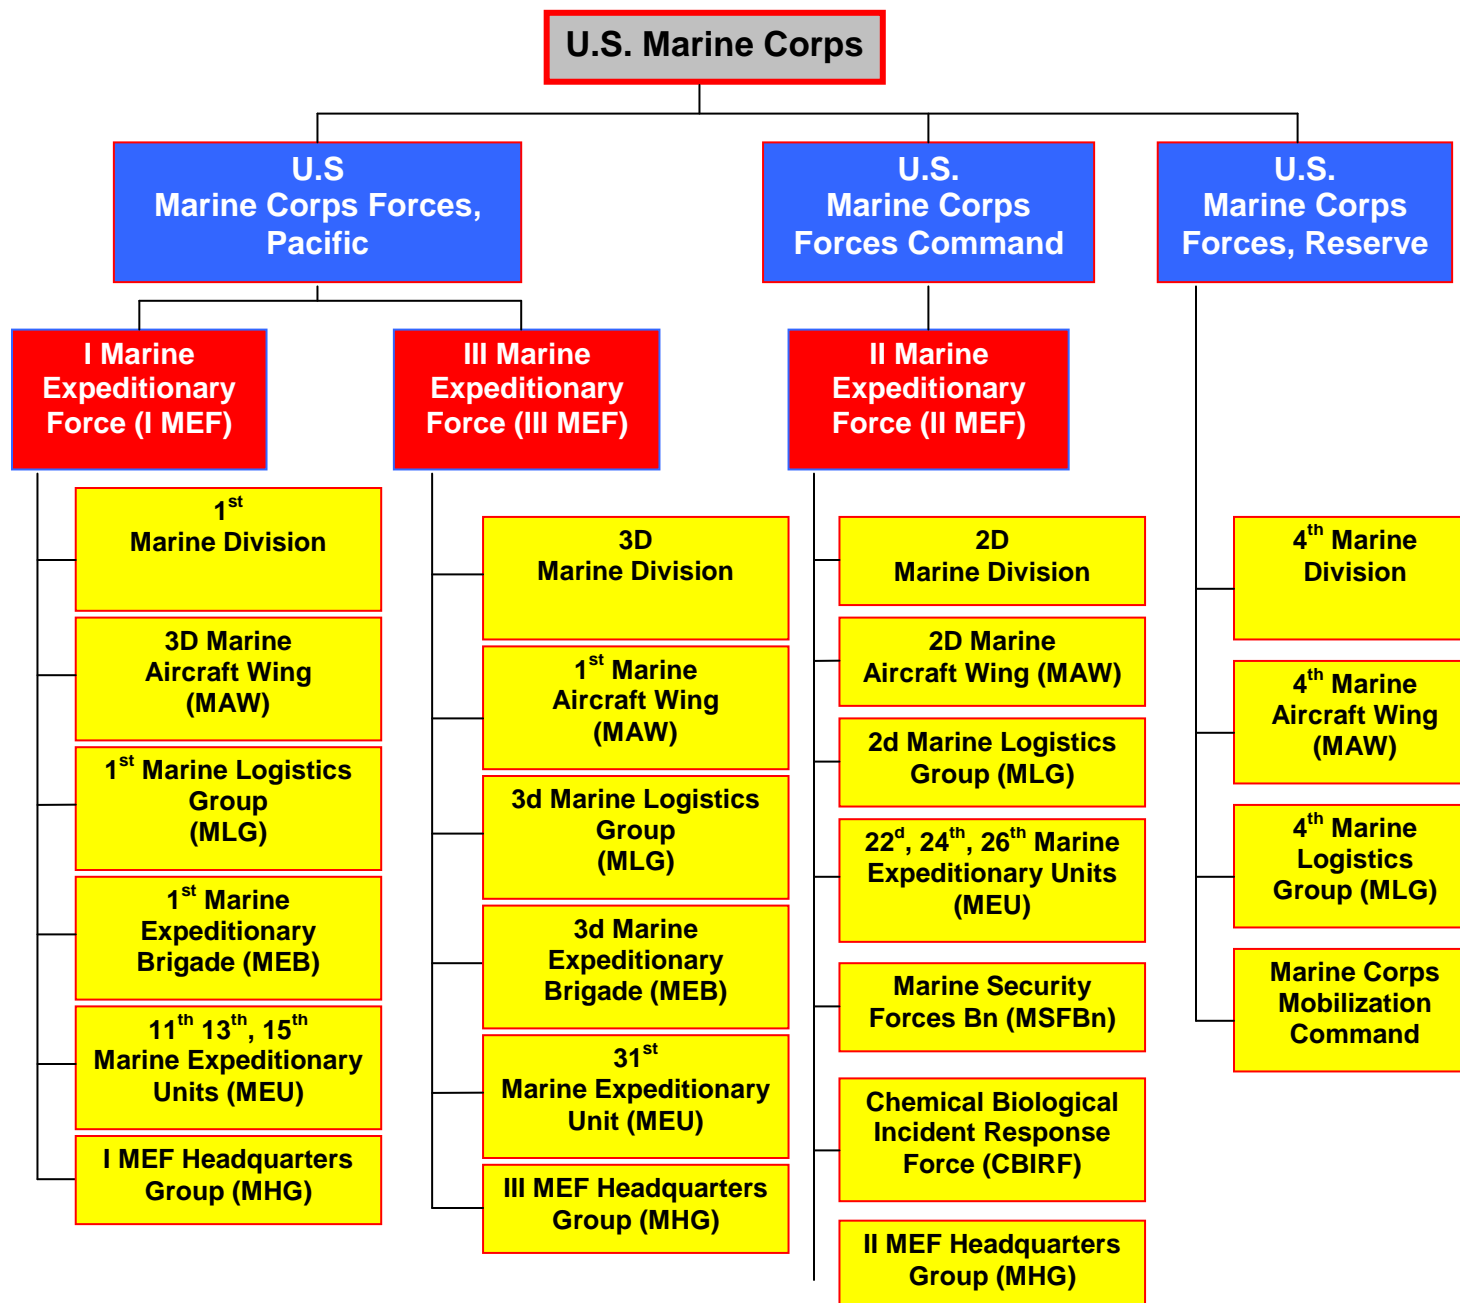 U.S. Marine Corps
U.S
Marine Corps Forces,
Pacific
U.S.
Marine Corps
Forces Command
U.S.
Marine Corps
Forces, Reserve
I Marine
Expeditionary
Force (I MEF)
III Marine
Expeditionary
Force (III MEF)
II Marine
Expeditionary
Force (II MEF)
1st
Marine Division
3D Marine
Aircraft Wing
(MAW)
1st Marine Logistics
Group
(MLG)
1st Marine
Expeditionary
Brigade (MEB)
11th 13th, 15th
Marine Expeditionary
Units (MEU)
I MEF Headquarters
Group (MHG)
3D
Marine Division
1st Marine
Aircraft Wing
(MAW)
3d Marine Logistics
Group
(MLG)
3d Marine
Expeditionary
Brigade (MEB)
31st
Marine Expeditionary
Unit (MEU)
III MEF Headquarters
Group (MHG)
2D
Marine Division
2D Marine
Aircraft Wing (MAW)
2d Marine Logistics
Group (MLG)
22d, 24th, 26th Marine
Expeditionary Units
(MEU)
Marine Security
Forces Bn (MSFBn)
Chemical Biological
Incident Response
Force (CBIRF)
II MEF Headquarters
Group (MHG)
4th Marine
Division
4th Marine
Aircraft Wing
(MAW)
4th Marine
Logistics
Group (MLG)
Marine Corps
Mobilization
Command